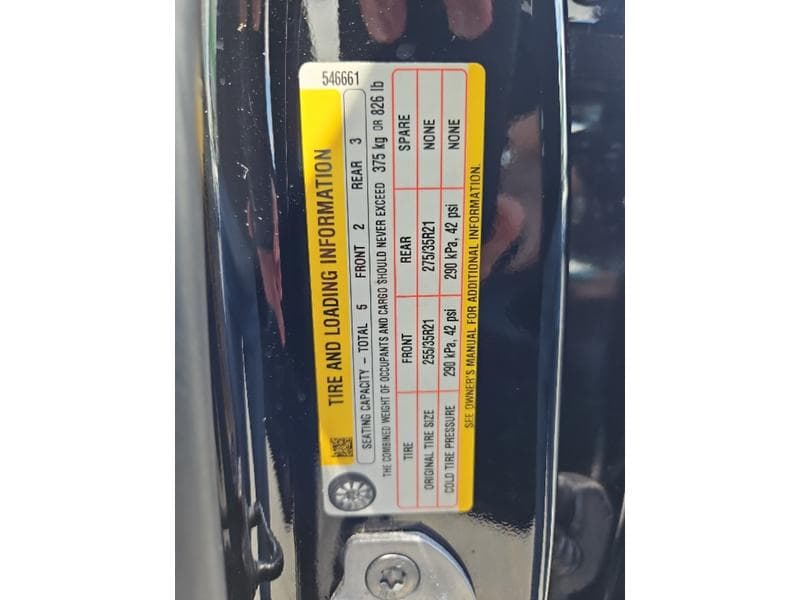 546661
TIRE AND LOADING INFORMATION
SEATING CAPACITY – TOTAL 5 FRONT 2 REAR 3
THE COMBINED WEIGHT OF OCCUPANTS AND CARGO SHOULD NEVER EXCEED 375 kg OR 826 lb
TIRE FRONT REAR SPARE
ORIGINAL TIRE SIZE 255/35R21 275/35R21 NONE
COLD TIRE PRESSURE 290 kPa, 42 psi 290 kPa, 42 psi NONE
SEE OWNER'S MANUAL FOR ADDITIONAL INFORMATION.